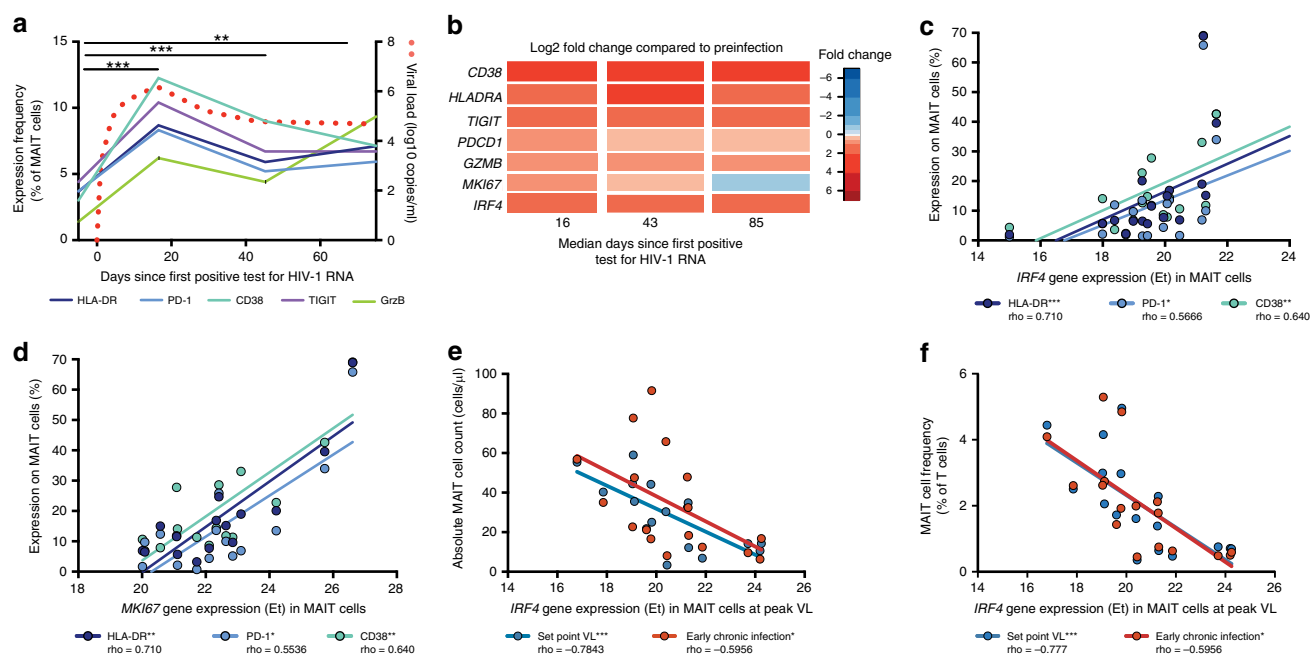 a
15
10
5
0
Expression frequency
(% of MAIT cells)
***
***
**
8
6
4
2
0
Viral load (log10 copies/ml)
0 20 40 60
Days since first positive test for HIV-1 RNA
HLA-DR PD-1 CD38 TIGIT GrzB
b
Log2 fold change compared to preinfection
CD38
HLADRA
TIGIT
PDCD1
GZMB
MKI67
IRF4
16 43 85
Median days since first positive
test for HIV-1 RNA
Fold change
−6
−4
−2
0
2
4
6
c
70
60
50
40
30
20
10
0
Expression on MAIT cells (%)
14 16 18 20 22 24
IRF4 gene expression (Et) in MAIT cells
HLA-DR*** PD-1* CD38**
rho = 0.710 rho = 0.5666 rho = 0.640
d
70
60
50
40
30
20
10
0
Expression on MAIT cells (%)
18 20 22 24 26 28
MKI67 gene expression (Et) in MAIT cells
HLA-DR** PD-1* CD38**
rho = 0.710 rho = 0.5536 rho = 0.640
e
100
80
60
40
20
0
Absolute MAIT cell count (cells/μl)
14 16 18 20 22 24 26
IRF4 gene expression (Et) in MAIT cells at peak VL
Set point VL*** Early chronic infection*
rho = −0.7843 rho = −0.5956
f
6
4
2
0
MAIT cell frequency
(% of T cells)
14 16 18 20 22 24 26
IRF4 gene expression (Et) in MAIT cells at peak VL
Set point VL*** Early chronic infection*
rho = −0.777 rho = −0.5956